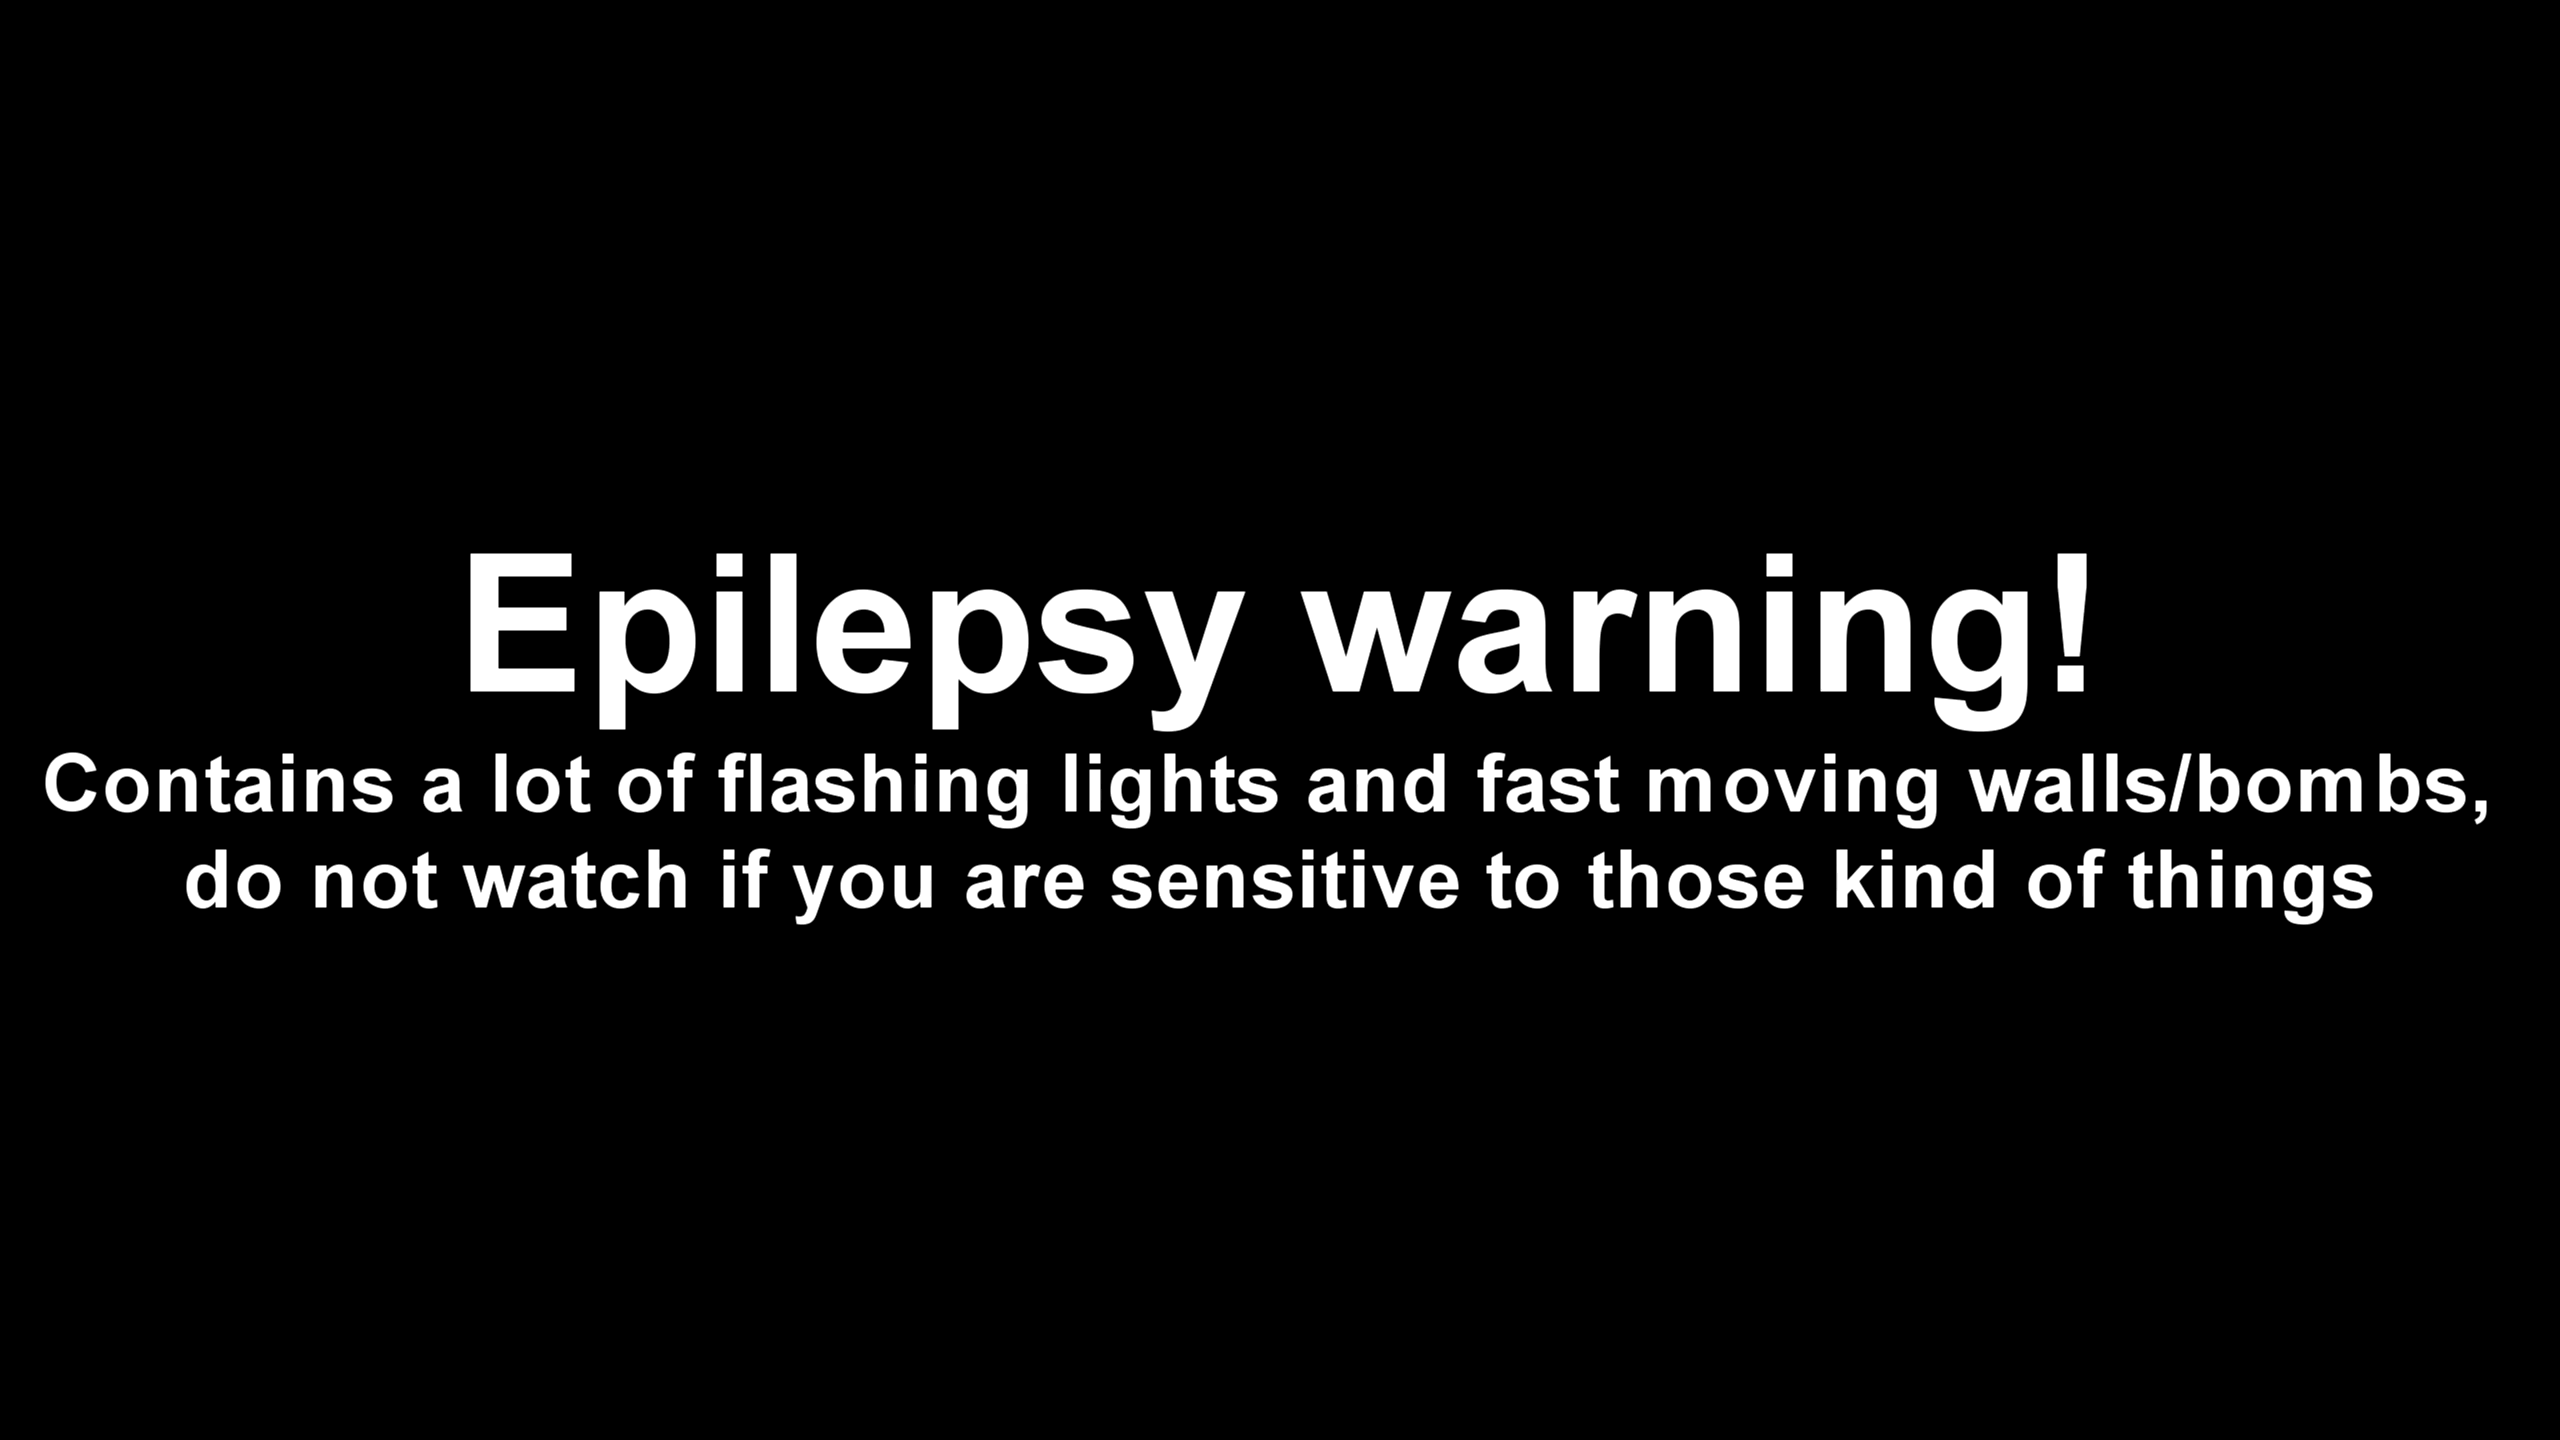 Epilepsy warning!
Contains a lot of flashing lights and fast moving walls/bombs,
do not watch if you are sensitive to those kind of things